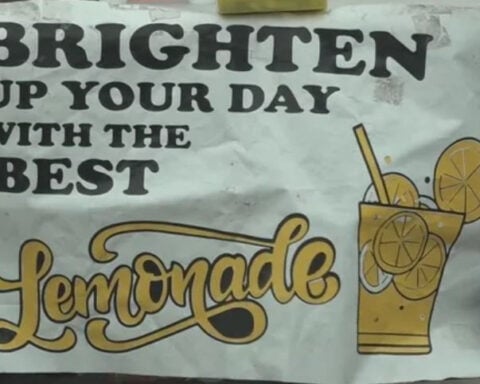 BRIGHTEN
UP YOUR DAY
WITH THE
BEST
Lemonade